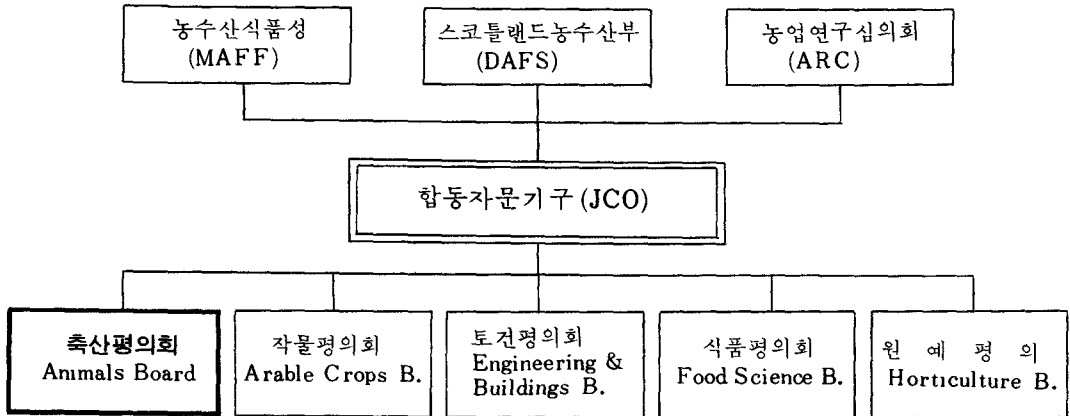 농수산식품성
(MAFF)
스코틀랜드농수산부
(DAFS)
농업연구심의회
(ARC)
합동자문기구 (JCO)
축산평의회
Animals Board
작물평의회
Arable Crops B.
토건평의회
Engineering &
Buildings B.
식품평의회
Food Science B.
원 예 평 의
Horticulture B.